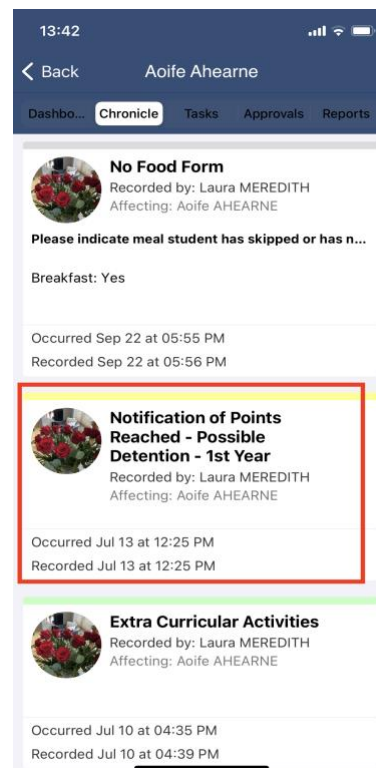 13:42
Back Aoife Ahearne
Dashbo... Chronicle Tasks Approvals Reports
No Food Form
Recorded by: Laura MEREDITH
Affecting: Aoife AHEARNE
Please indicate meal student has skipped or has n...
Breakfast: Yes
Occurred Sep 22 at 05:55 PM
Recorded Sep 22 at 05:56 PM
Notification of Points
Reached - Possible
Detention - 1st Year
Recorded by: Laura MEREDITH
Affecting: Aoife AHEARNE
Occurred Jul 13 at 12:25 PM
Recorded Jul 13 at 12:25 PM
Extra Curricular Activities
Recorded by: Laura MEREDITH
Affecting: Aoife AHEARNE
Occurred Jul 10 at 04:35 PM
Recorded Jul 10 at 04:39 PM